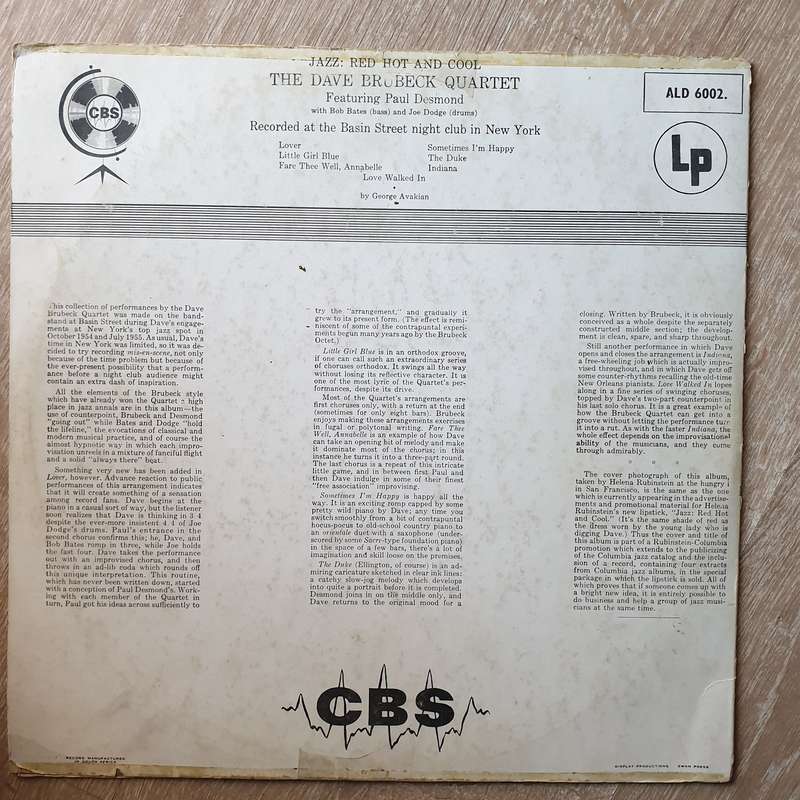 JAZZ: RED HOT AND COOL
THE DAVE BRUBECK QUARTET
Featuring Paul Desmond
with Bob Bates (bass) and Joe Dodge (drums)
Recorded at the Basin Street night club in New York
Lover
Little Girl Blue
Fare Thee Well, Annabelle
Sometimes I'm Happy
The Duke
Indiana
Love Walked In
by George Avakian
CBS
ALD 6002.
Lp
This collection of performances by the Dave
Brubeck Quartet was made on the band-
stand at Basin Street during Dave's engage-
ments at New York's top jazz spot in
October 1954 and July 1955. As usual, Dave's
time in New York was limited, so it was de-
cided to try recording mis-en-scene, not only
because of the time problem but because of
the ever-present possibility that a perform-
ance before a night club audience might
contain an extra dash of inspiration.
All the elements of the Brubeck style
which have already won the Quartet a high
place in jazz annals are in this album—the
use of counterpoint, Brubeck and Desmond
"going out" while Bates and Dodge "hold
the lifeline," the evocations of classical and
modern musical practice, and of course the
almost hypnotic way in which each improv-
isation unreels in a mixture of fanciful flight
and a solid "always there" beat.
Something very new has been added in
Lover, however. Advance reaction to public
performances of this arrangement indicates
that it will create something of a sensation
among record fans. Dave begins at the
piano in a casual sort of way, but the listener
soon realizes that Dave is thinking in 3/4
despite the ever-more insistent 4/4 of Joe
Dodge's drums. Paul's entrance in the
second chorus confirms this; he, Dave, and
Bob Bates romp in three, while Joe holds
the fast four. Dave takes the performance
out with an improvised chorus, and then
throws in an ad-lib coda which rounds off
this unique interpretation. This routine,
which has never been written down, started
with a conception of Paul Desmond's. Work-
ing with each member of the Quartet in
turn, Paul got his ideas across sufficiently to
try the "arrangement," and gradually it
grew to its present form. (The effect is remi-
niscent of some of the contrapuntal experi-
ments begun many years ago by the Brubeck
Octet.)
Little Girl Blue is in an orthodox groove,
if one can call such an extraordinary series
of choruses orthodox. It swings all the way
without losing its reflective character. It is
one of the most lyric of the Quartet's per-
formances, despite its drive.
Most of the Quartet's arrangements are
first choruses only, with a return at the end
(sometimes for only eight bars). Brubeck
enjoys making these arrangements exercises
in fugal or polytonal writing. Fare Thee
Well, Annabelle is an example of how Dave
can take an opening bit of melody and make
it dominate most of the chorus; in this
instance he turns it into a three-part round.
The last chorus is a repeat of this intricate
little game, and in between first Paul and
then Dave indulge in some of their finest
"free association" improvising.
Sometimes I'm Happy is happy all the
way. It is an exciting romp capped by some
pretty wild piano by Dave; any time you
switch smoothly from a bit of contrapuntal
hocus-pocus to old-school country piano to
an orientale duet with a saxophone (under-
scored by some Sacre-type foundation piano)
in the space of a few bars, there's a lot of
imagination and skill loose on the premises.
The Duke (Ellington, of course) is an ad-
miring caricature sketched in clear ink lines:
a catchy slow-pag melody which develops
into quite a portrait before it is completed.
Desmond joins in on the middle only, and
Dave returns to the original mood for a
closing. Written by Brubeck, it is obviously
conceived as a whole despite the separately
constructed middle section; the develop-
ment is clean, spare, and sharp throughout.
Still another performance in which Dave
opens and closes the arrangement is Indiana,
a free-wheeling job which is actually impro-
vised throughout, and in which Dave gets off
some counter-rhythms recalling the old-time
New Orleans pianists. Love Walked In lopes
along in a fine series of swinging choruses,
topped by Dave's two-part counterpoint in
his last solo chorus. It is a great example of
how the Brubeck Quartet can get into a
groove without letting the performance turn
it into a rut. As with the faster Indiana, the
whole effect depends on the improvisational
ability of the musicians, and they come
through admirably.
The cover photograph of this album,
taken by Helena Rubinstein at the hungry i
in San Francisco, is the same as the one
which is currently appearing in the advertise-
ments and promotional material for Helena
Rubinstein's new lipstick, "Jazz: Red Hot
and Cool." (It's the same shade of red as
the dress worn by the young lady who is
digging Dave.) Thus the cover and title of
this album is part of a Rubinstein-Columbia
promotion which extends to the publicizing
of the Columbia jazz catalog and the inclu-
sion of a record, containing four extracts
from Columbia jazz albums, in the special
package in which the lipstick is sold. All of
which proves that if someone comes up with
a bright new idea, it is entirely possible to
do business and help a group of jazz musi-
cians at the same time.
CBS
RECORD MANUFACTURED
IN SOUTH AFRICA
DISPLAY PRODUCTIONS SWAN PRESS